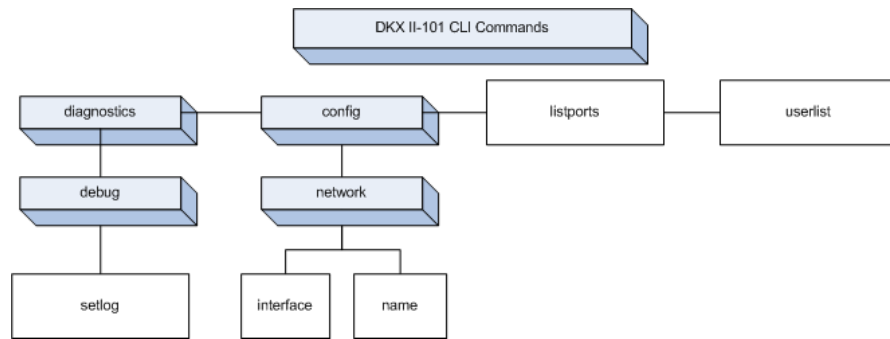 DKX II-101 CLI Commands
diagnostics
config
listports
userlist
debug
network
setlog
interface
name